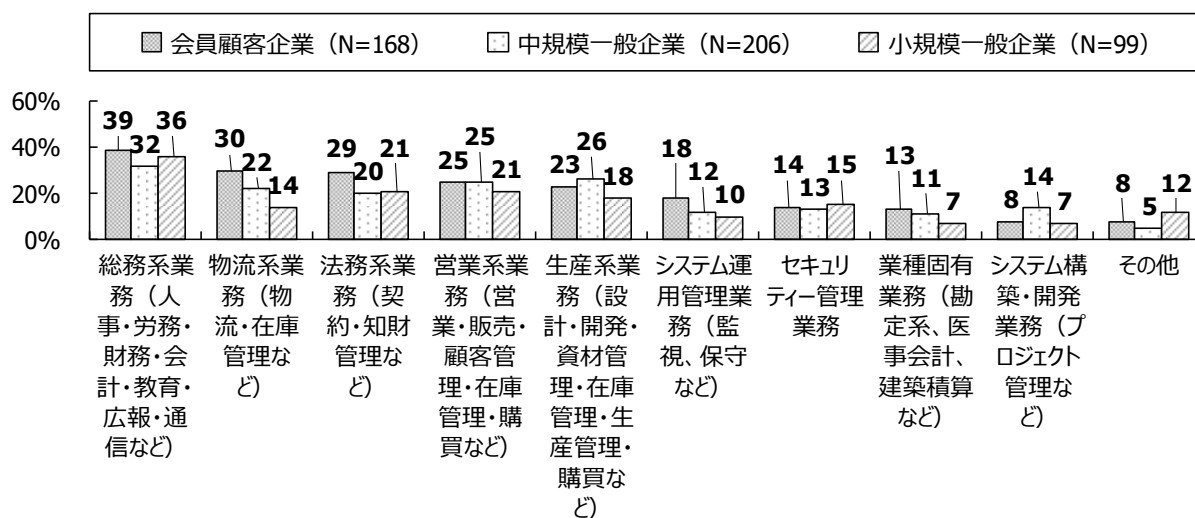 会員顧客企業（N=168） 中規模一般企業（N=206） 小規模一般企業（N=99）
60%
40%
20%
0%
39 32 36
30 22 14
29 20 21
25 25 21
23 26 18
18 12 10
14 13 15
13 11 7
8 14 7
8 5 12
総務系業
務（人
事・労務・
財務・会
計・教育・
広報・通
信など）
物流系業
務（物
流・在庫
管理な
ど）
法務系業
務（契
約・知財
管理な
ど）
営業系業
務（営
業・販売・
顧客管
理・在庫
管理・購
買など）
生産系業
務（設
計・開発・
資材管
理・在庫
管理・生
産管理・
購買な
ど）
システム運
用管理業
務（監
視、保守
など）
セキュリ
ティー管理
業務
業種固有
業務（勘
定系、医
事会計、
建築積算
など）
システム構
築・開発
業務（プ
ロジェクト
管理な
ど）
その他